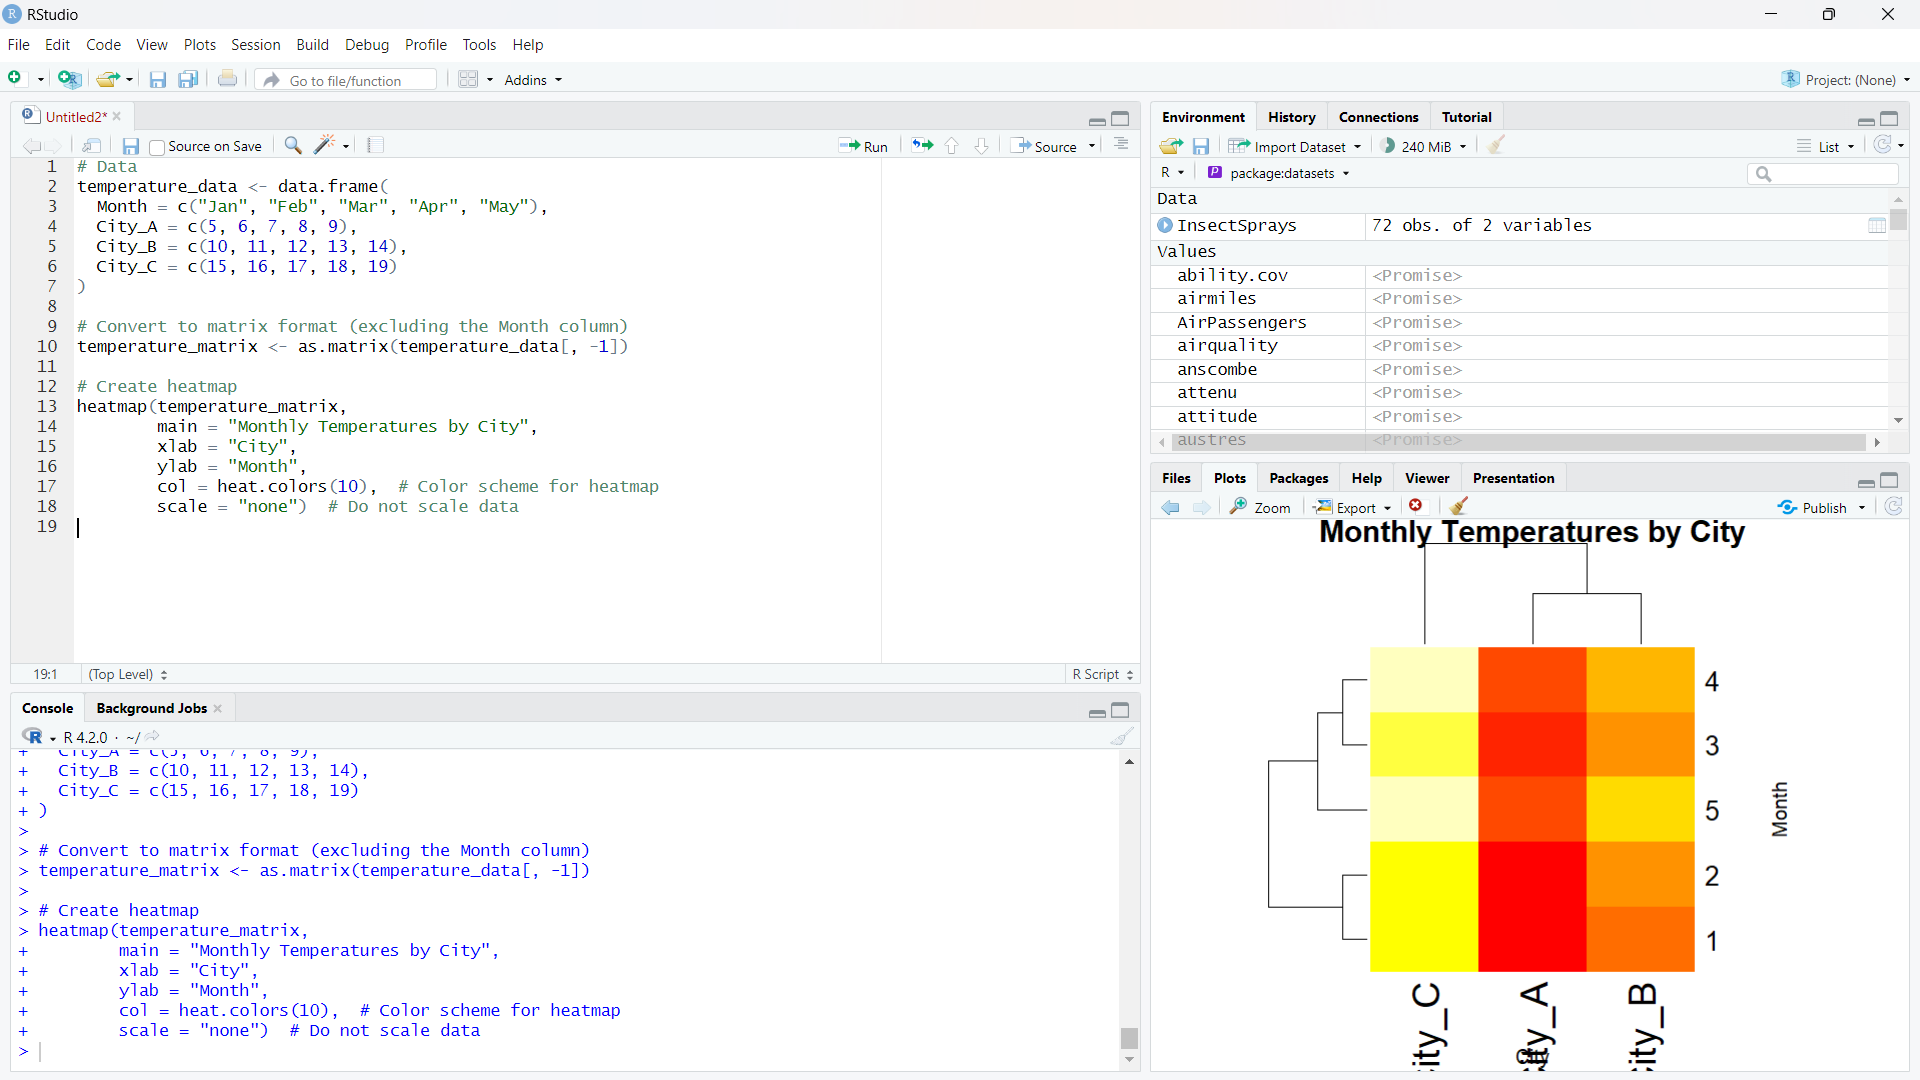 RStudio
File Edit Code View Plots Session Build Debug Profile Tools Help
Go to file/function Addins Project: (None)
Untitled2*
Source on Save Run Source
1 # Data
2 temperature_data <- data.frame(
3 Month = c("Jan", "Feb", "Mar", "Apr", "May"),
4 City_A = c(5, 6, 7, 8, 9),
5 City_B = c(10, 11, 12, 13, 14),
6 City_C = c(15, 16, 17, 18, 19)
7 )
8
9 # Convert to matrix format (excluding the Month column)
10 temperature_matrix <- as.matrix(temperature_data[, -1])
11
12 # Create heatmap
13 heatmap(temperature_matrix,
14 main = "Monthly Temperatures by City",
15 xlab = "City",
16 ylab = "Month",
17 col = heat.colors(10), # Color scheme for heatmap
18 scale = "none") # Do not scale data
19
19:1 (Top Level) R Script
Console Background Jobs
R 4.2.0 · ~/
+ City_A = c(5, 6, 7, 8, 9),
+ City_B = c(10, 11, 12, 13, 14),
+ City_C = c(15, 16, 17, 18, 19)
+ )
>
> # Convert to matrix format (excluding the Month column)
> temperature_matrix <- as.matrix(temperature_data[, -1])
>
> # Create heatmap
> heatmap(temperature_matrix,
+ main = "Monthly Temperatures by City",
+ xlab = "City",
+ ylab = "Month",
+ col = heat.colors(10), # Color scheme for heatmap
+ scale = "none") # Do not scale data
>
Environment History Connections Tutorial
Import Dataset 240 MiB List
R package:datasets
Data
InsectSprays 72 obs. of 2 variables
Values
ability.cov <Promise>
airmiles <Promise>
AirPassengers <Promise>
airquality <Promise>
anscombe <Promise>
attenu <Promise>
attitude <Promise>
austres <Promise>
Files Plots Packages Help Viewer Presentation
Zoom Export Publish
Monthly Temperatures by City
4
3
5
2
1
Month
ity_C
ity_A
ity_B
City